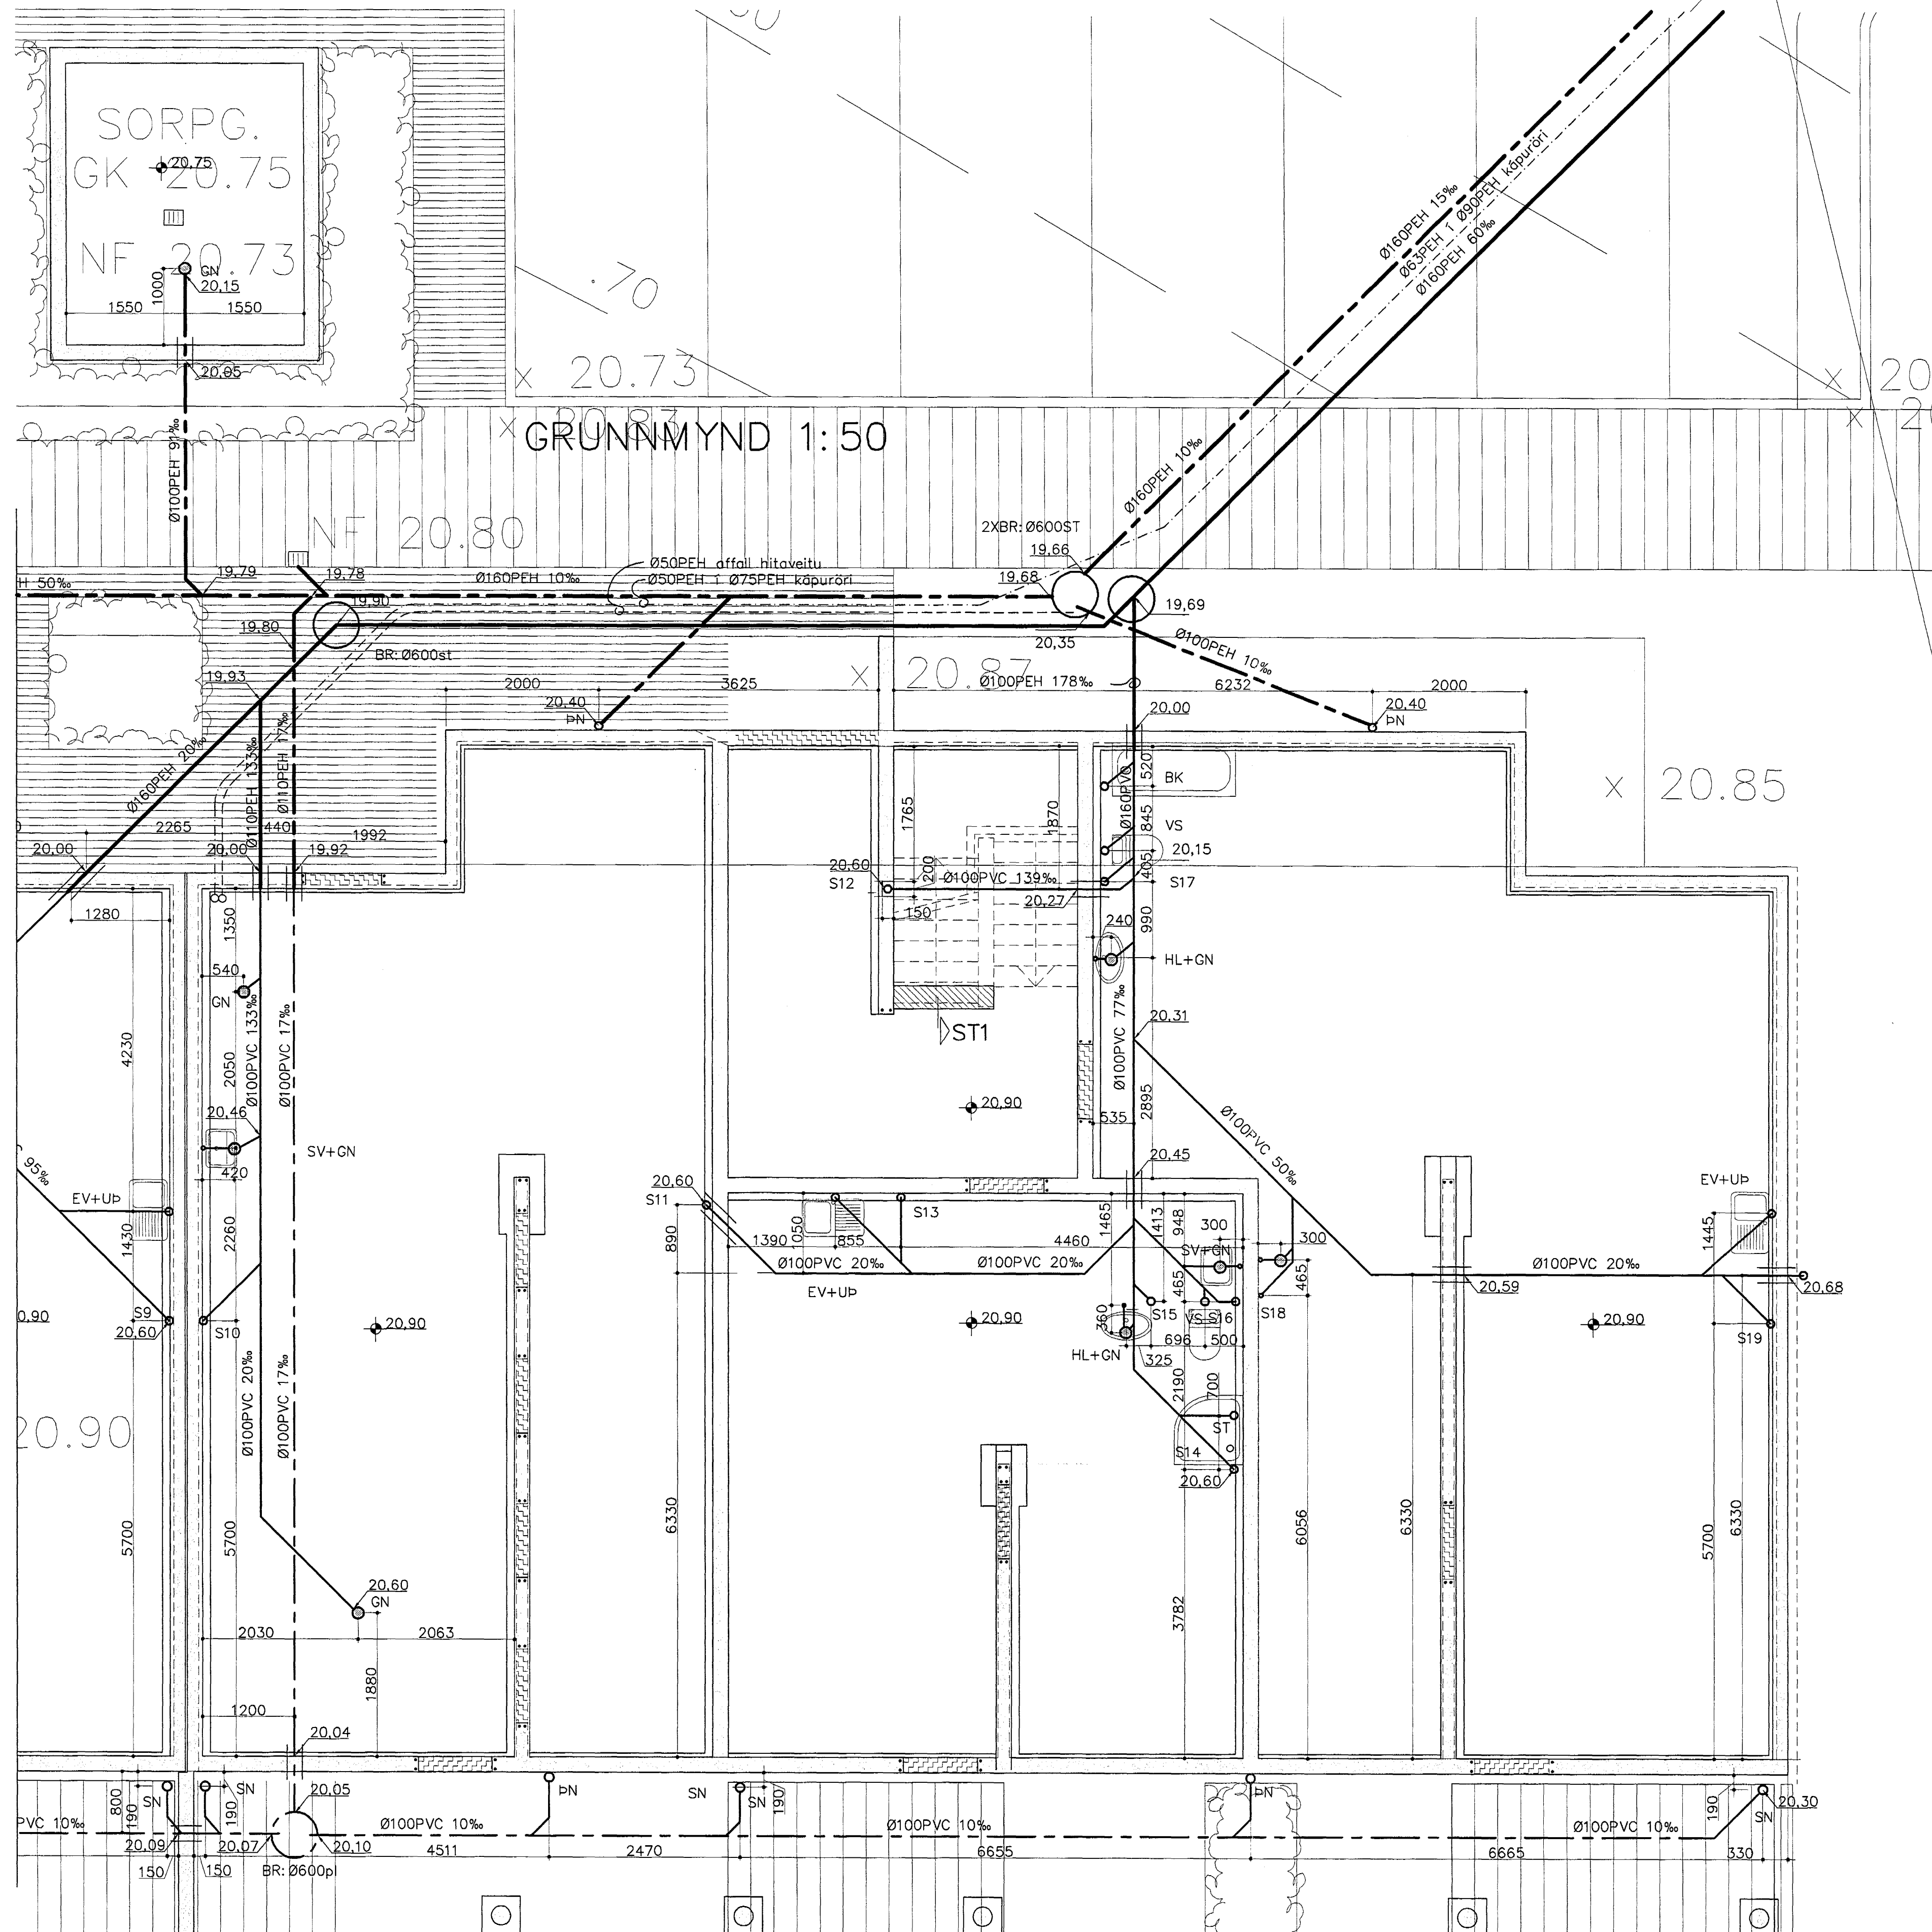 SORPG.
20,75
GK 20.75
NF 20.73
GN
20,15
1000
1550
1550
20,05
Ø100PEH 91‰
.70
x 20.73
x 20.83
GRUNNMYND 1:50
NF 20.80
Ø160PEH 15‰
Ø63PEH í Ø90PEH kápuröri
Ø160PEH 60‰
Ø160PEH 10‰
2XBR: Ø600ST
19,66
19,68
19,69
20,35
H 50‰
19,79
19,78
Ø160PEH 10‰
Ø50PEH affall hitaveitu
Ø50PEH í Ø75PEH kápuröri
19,90
19,80
BR: Ø600st
19,93
Ø100PEH 10‰
x 20.87
Ø100PEH 178‰
2000
3625
6232
2000
20,40
ÞN
20,00
20,40
ÞN
x 20.85
Ø160PEH 20‰
Ø110PEH 133‰
Ø110PEH 17‰
2265
440
1992
20,00
20,00
19,92
1280
1765
1870
Ø160PVC
520
BK
845
VS
20,15
405
S17
20,60
S12
200
Ø100PVC 139‰
20,27
150
240
990
HL+GN
1350
540
GN
4230
Ø100PVC 133‰
Ø100PVC 17‰
2050
20,46
SV+GN
420
ST1
20,31
Ø100PVC 77‰
2895
20,90
535
Ø100PVC 50‰
20,45
95‰
EV+UÞ
1430
2260
20,60
S11
890
1390
1050
855
S13
4460
1465
1413
948
300
SV+GN
300
465
465
EV+UÞ
1445
Ø100PVC 20‰
Ø100PVC 20‰
EV+UÞ
Ø100PVC 20‰
20,59
20,68
0,90
S9
20,60
S10
20,90
20,90
360
S15
VS
S16
S18
20,90
S19
HL+GN
696
500
325
2190
700
ST
S14
20,60
20.90
Ø100PVC 20‰
Ø100PVC 17‰
5700
5700
6330
3782
6056
6330
5700
6330
20,60
GN
2030
2063
1880
1200
20,04
800
190
SN
190
SN
20,05
ÞN
SN
SN
190
ÞN
190
20,30
SN
PVC 10‰
20,09
20,07
20,10
Ø100PVC 10‰
Ø100PVC 10‰
Ø100PVC 10‰
150
150
BR: Ø600pl
4511
2470
6655
6665
330